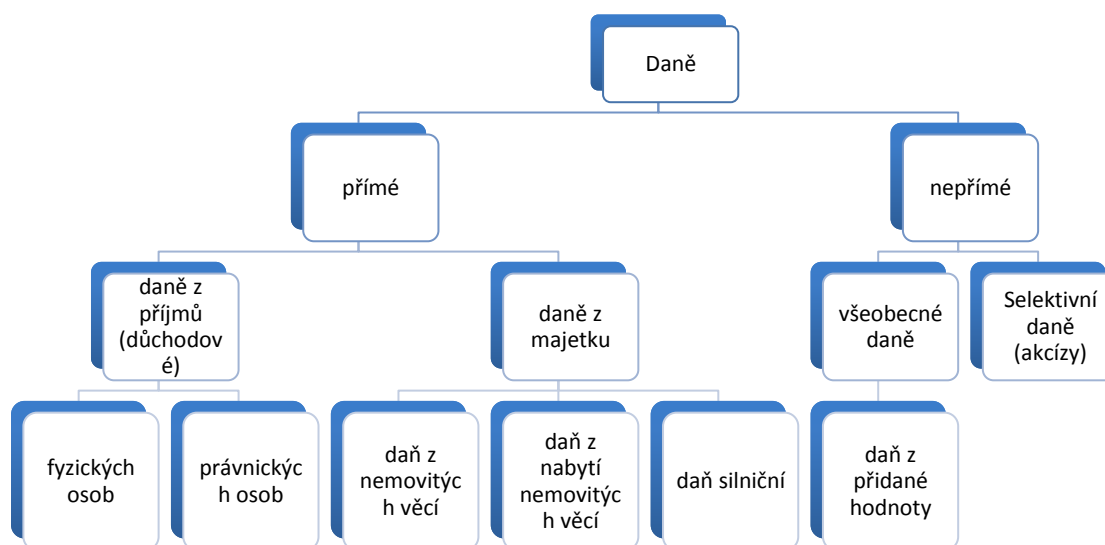 Daně
přímé
nepřímé
daně z
příjmů
(důchodov
é)
daně z
majetku
všeobecné
daně
Selektivní
daně
(akcízy)
fyzických
osob
právnickýc
h osob
daň z
nemovitýc
h věcí
daň z
nabytí
nemovitýc
h věcí
daň silniční
daň z
přidané
hodnoty